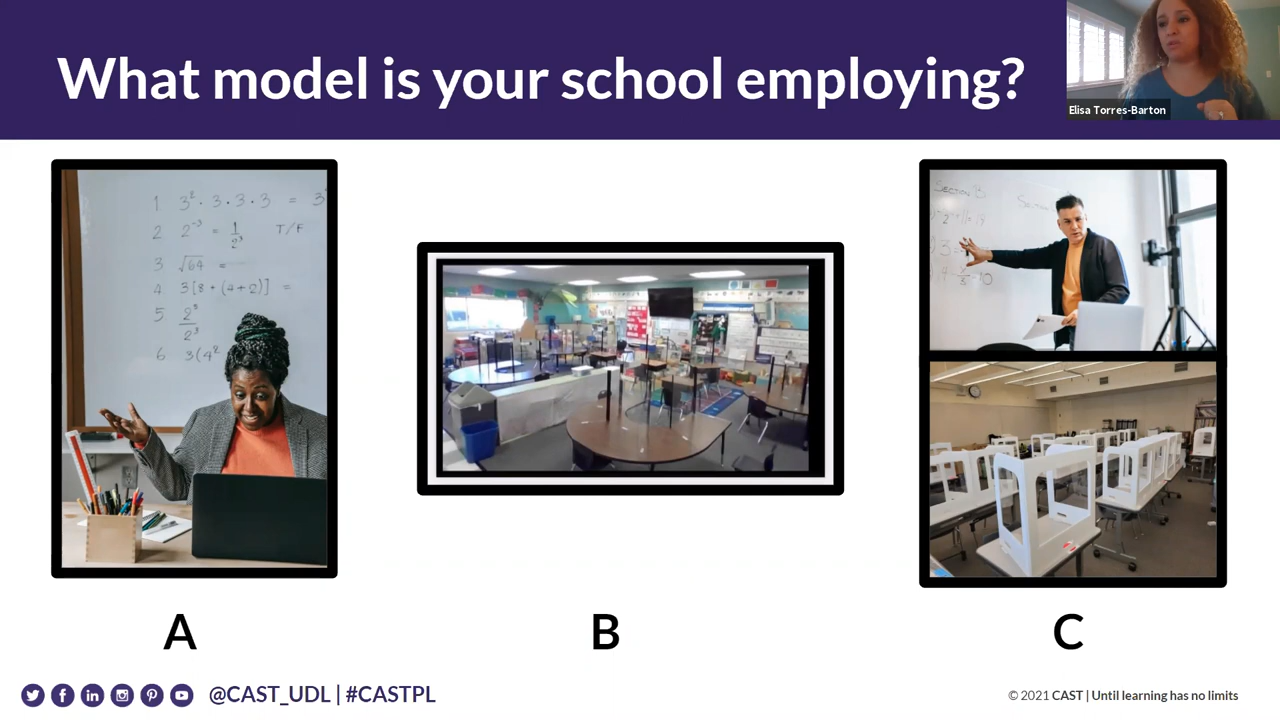 What model is your school employing?
Elisa Torres-Barton
1 3² · 3 · 3 · 3 = 3
2 2⁻³ = 1/2³ T/F
3 √64 =
4. 3[8 + (4+2)] =
5 2⁵/2³
6 3(4²
A
B
C
@CAST_UDL | #CASTPL
© 2021 CAST | Until learning has no limits